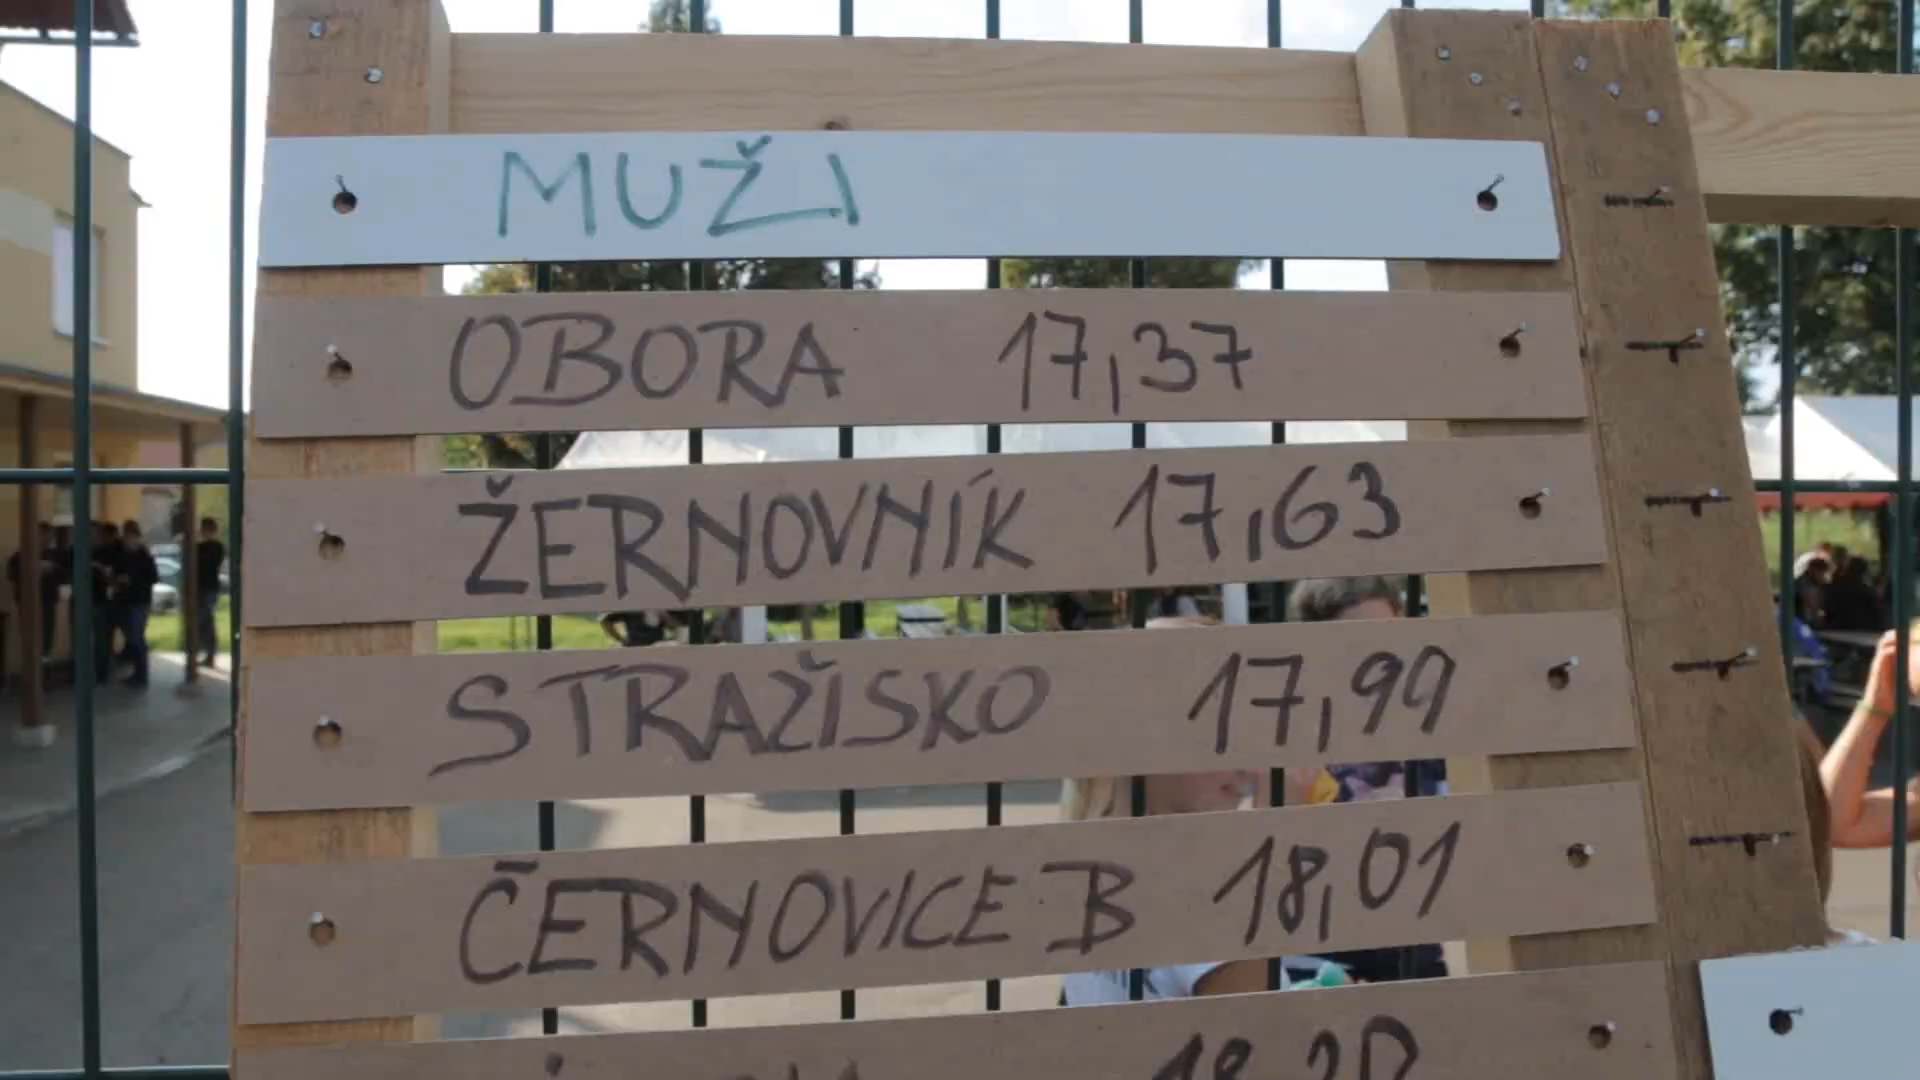 MUŽI
OBORA 17,37
ŽERNOVNÍK 17,63
STRAŽISKO 17,99
ČERNOVICE B 18,01